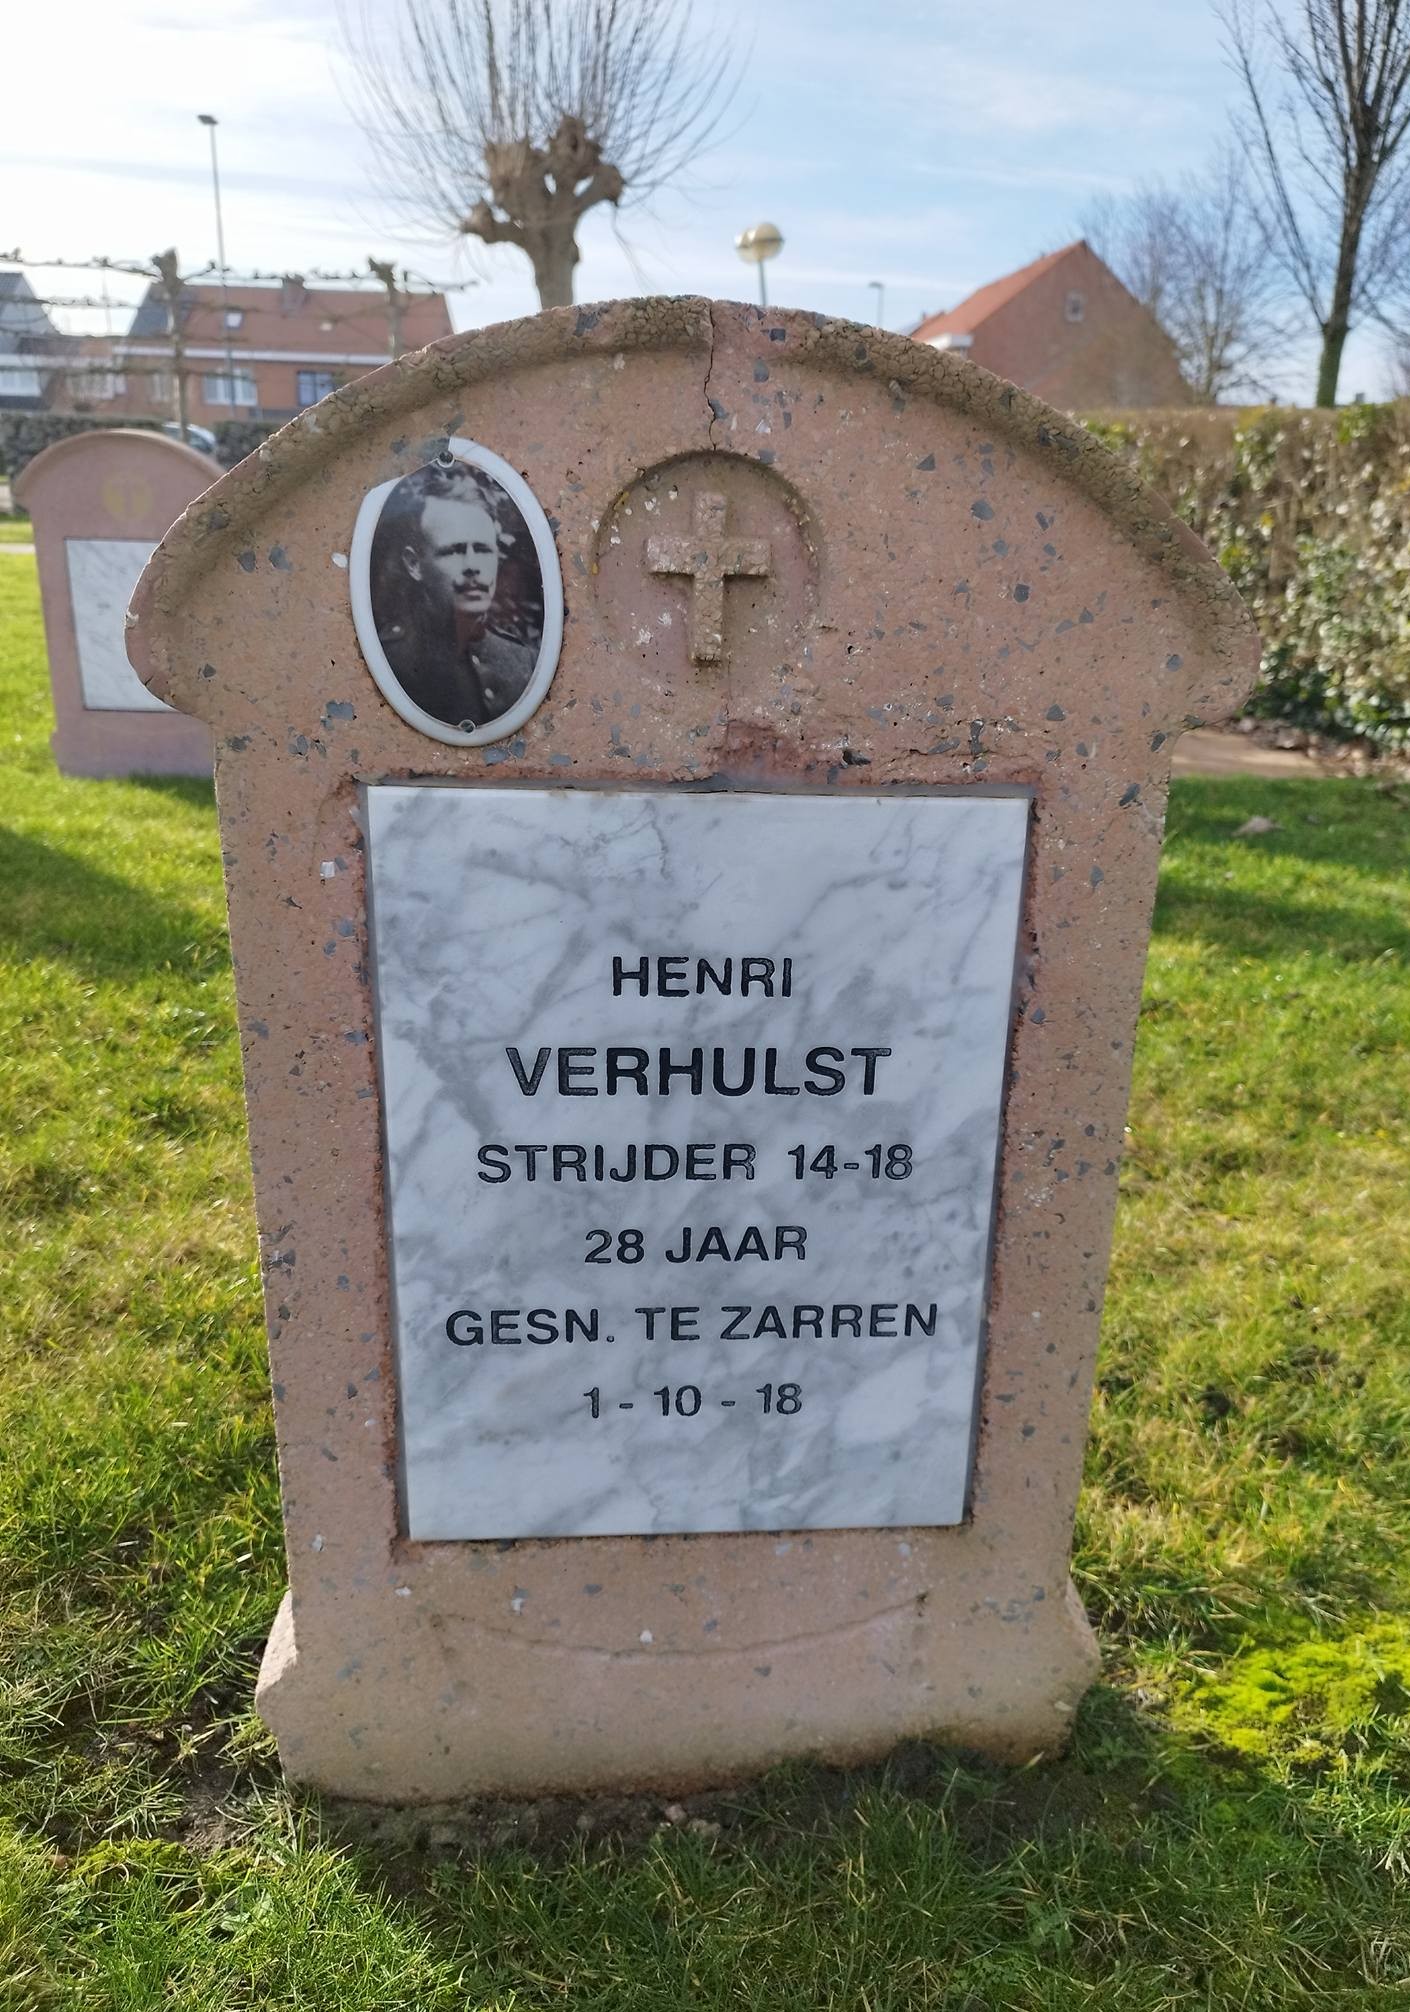 HENRI
VERHULST
STRIJDER 14-18
28 JAAR
GESN. TE ZARREN
1 - 10 - 18